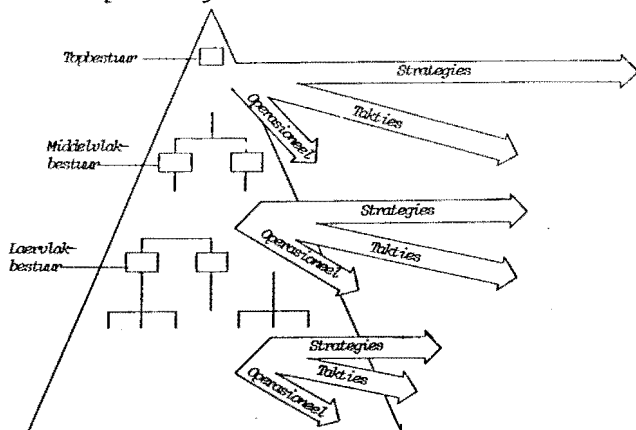 Topbestuur
Strategies
Takties
Operasioneel
Middelvlak-
bestuur
Strategies
Takties
Operasioneel
Laervlak-
bestuur
Strategies
Takties
Operasioneel